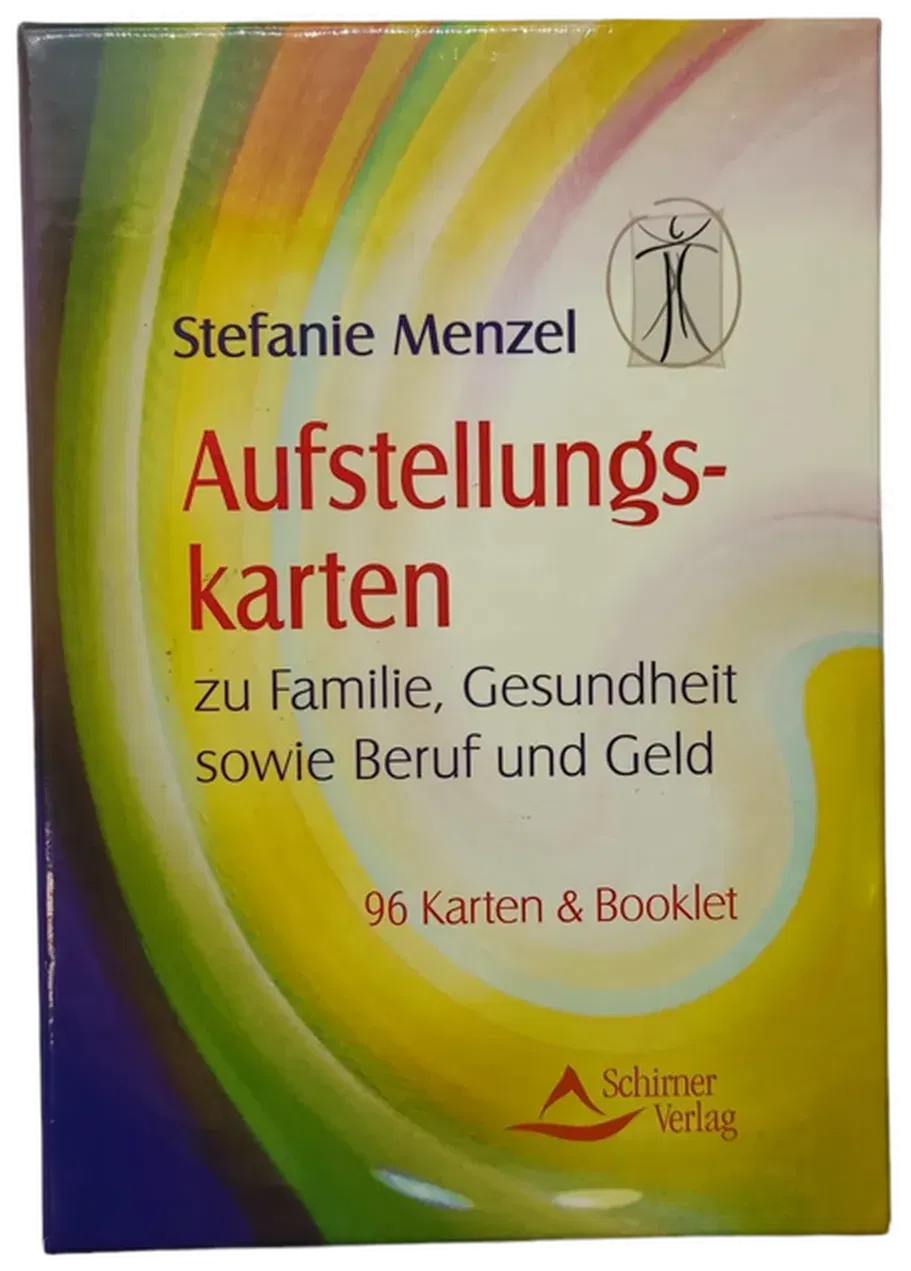 Stefanie Menzel
Aufstellungs-
karten
zu Familie, Gesundheit
sowie Beruf und Geld
96 Karten & Booklet
Schirner
Verlag